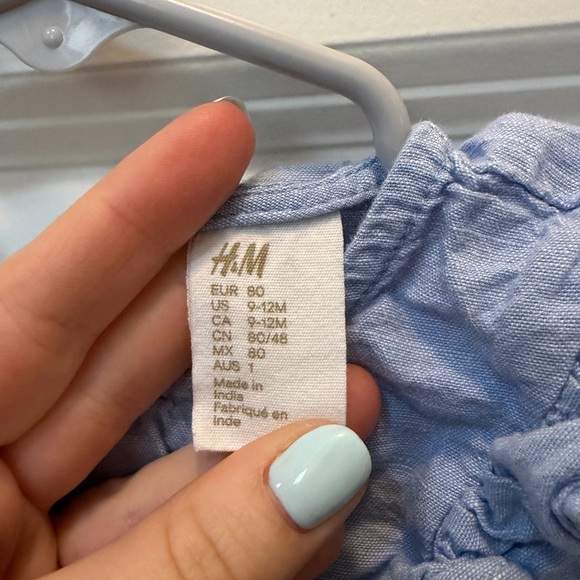 H&M
EUR 80
US 9-12M
CA 9-12M
CN 80/48
MX 80
AUS 1
Made in
India
Fabriqué en
Inde